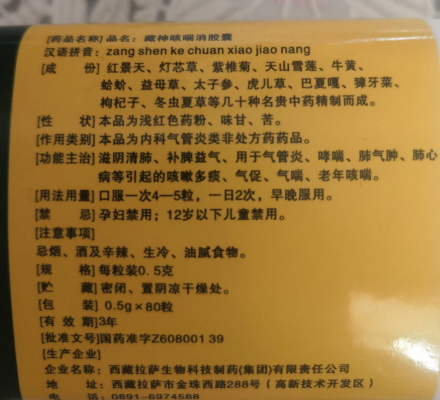 [药品名称]品名：藏神咳喘消胶囊
汉语拼音：zang shen ke chuan xiao jiao nang
[成　份] 红景天、灯芯草、紫椎菊、天山雪莲、牛黄、
蛤蚧、益母草、太子参、虎儿草、巴夏嘎、獐牙菜、
枸杞子、冬虫夏草等几十种名贵中药精制而成。
[性　状] 本品为浅红色药粉、味甘、苦。
[作用类别] 本品为内科气管炎类非处方药药品。
[功能主治] 滋阴清肺、补脾益气、用于气管炎、哮喘、肺气肿、肺心
病等引起的咳嗽多痰、气促、气喘、老年咳喘。
[用法用量] 口服一次4—5粒，一日2次，早晚服用。
[禁　忌] 孕妇禁用；12岁以下儿童禁用。
[注意事项]
忌烟、酒及辛辣、生冷、油腻食物。
[规　格] 每粒装0.5克
[贮　藏] 密闭、置阴凉干燥处。
[包　装] 0.5g×80粒
[有 效 期]3年
[批准文号]国药准字Z60800139
[生产企业]
企业名称：西藏拉萨生物科技制药(集团)有限责任公司
地　址：西藏拉萨市金珠西路288号（高新技术开发区）
电　话：0891-6974588